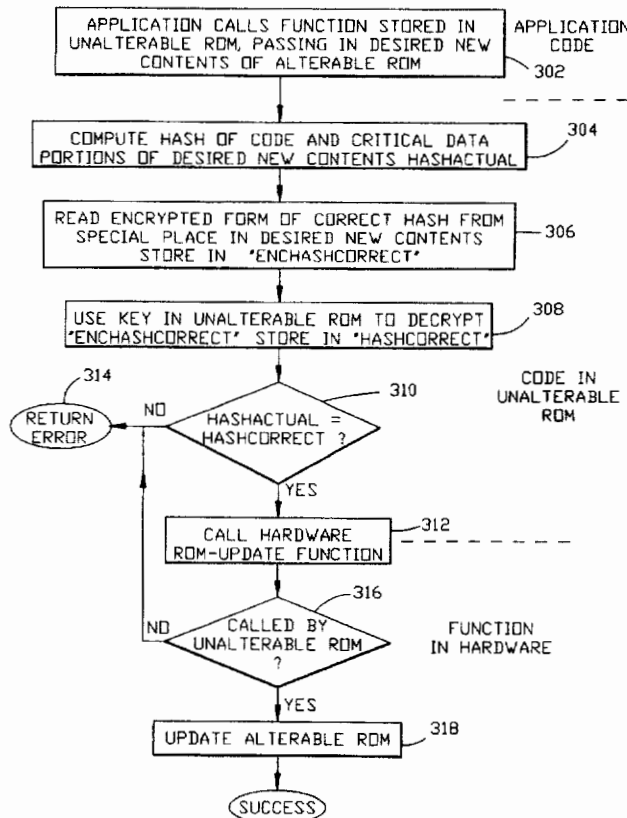 APPLICATION CALLS FUNCTION STORED IN
UNALTERABLE ROM, PASSING IN DESIRED NEW
CONTENTS OF ALTERABLE ROM
302
APPLICATION
CODE
COMPUTE HASH OF CODE AND CRITICAL DATA
PORTIONS OF DESIRED NEW CONTENTS HASHACTUAL
304
READ ENCRYPTED FORM OF CORRECT HASH FROM
SPECIAL PLACE IN DESIRED NEW CONTENTS
STORE IN "ENCHASHCORRECT"
306
USE KEY IN UNALTERABLE ROM TO DECRYPT
"ENCHASHCORRECT" STORE IN "HASHCORRECT"
308
314
RETURN
ERROR
NO
HASHACTUAL =
HASHCORRECT ?
310
CODE IN
UNALTERABLE
ROM
YES
CALL HARDWARE
ROM-UPDATE FUNCTION
312
316
NO
CALLED BY
UNALTERABLE ROM
?
FUNCTION
IN HARDWARE
YES
UPDATE ALTERABLE ROM
318
SUCCESS